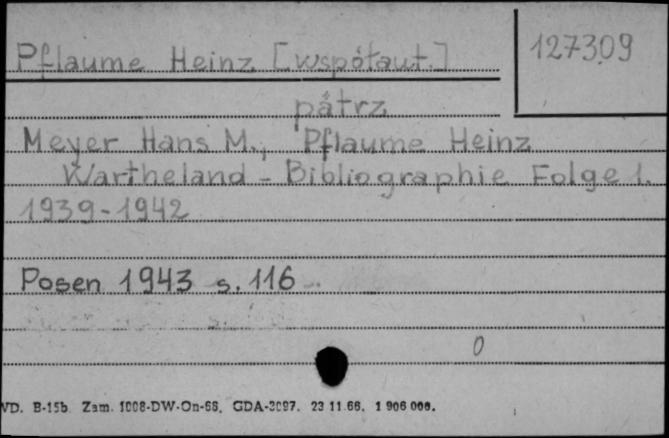 Pflaume Heinz [współaut.]
127309
patrz
Meyer Hans M., Pflaume Heinz
Wartheland - Bibliographie Folge 1.
1939-1942
Posen 1943 s. 116
0
WD. B-15b. Zam. 1008-DW-On-66. GDA-3097. 23 11.66. 1 906 000.